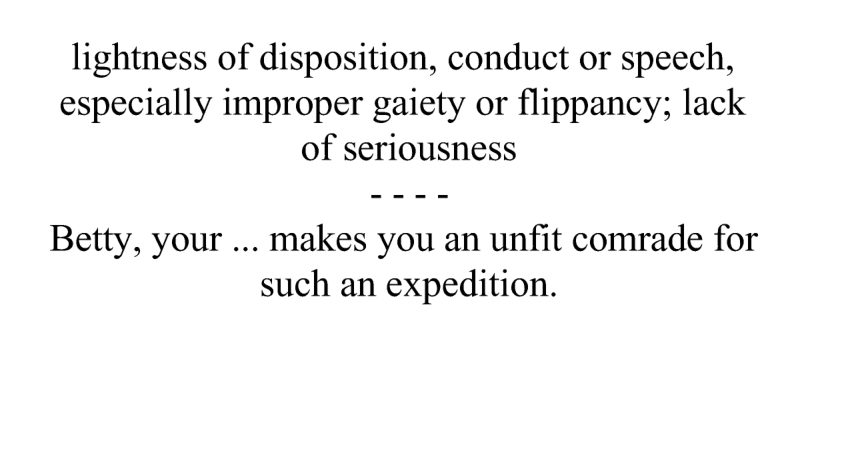 lightness of disposition, conduct or speech,
especially improper gaiety or flippancy; lack
of seriousness
- - - -
Betty, your ... makes you an unfit comrade for
such an expedition.